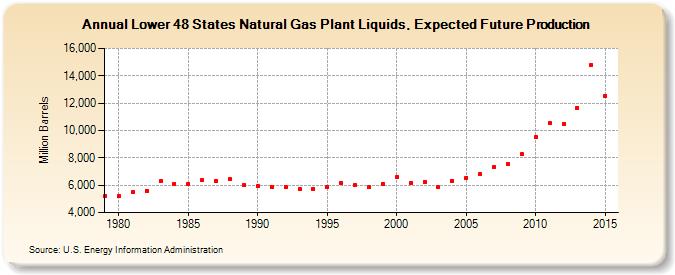 Annual Lower 48 States Natural Gas Plant Liquids, Expected Future Production
Million Barrels
16,000
14,000
12,000
10,000
8,000
6,000
4,000
1980 1985 1990 1995 2000 2005 2010 2015
Source: U.S. Energy Information Administration